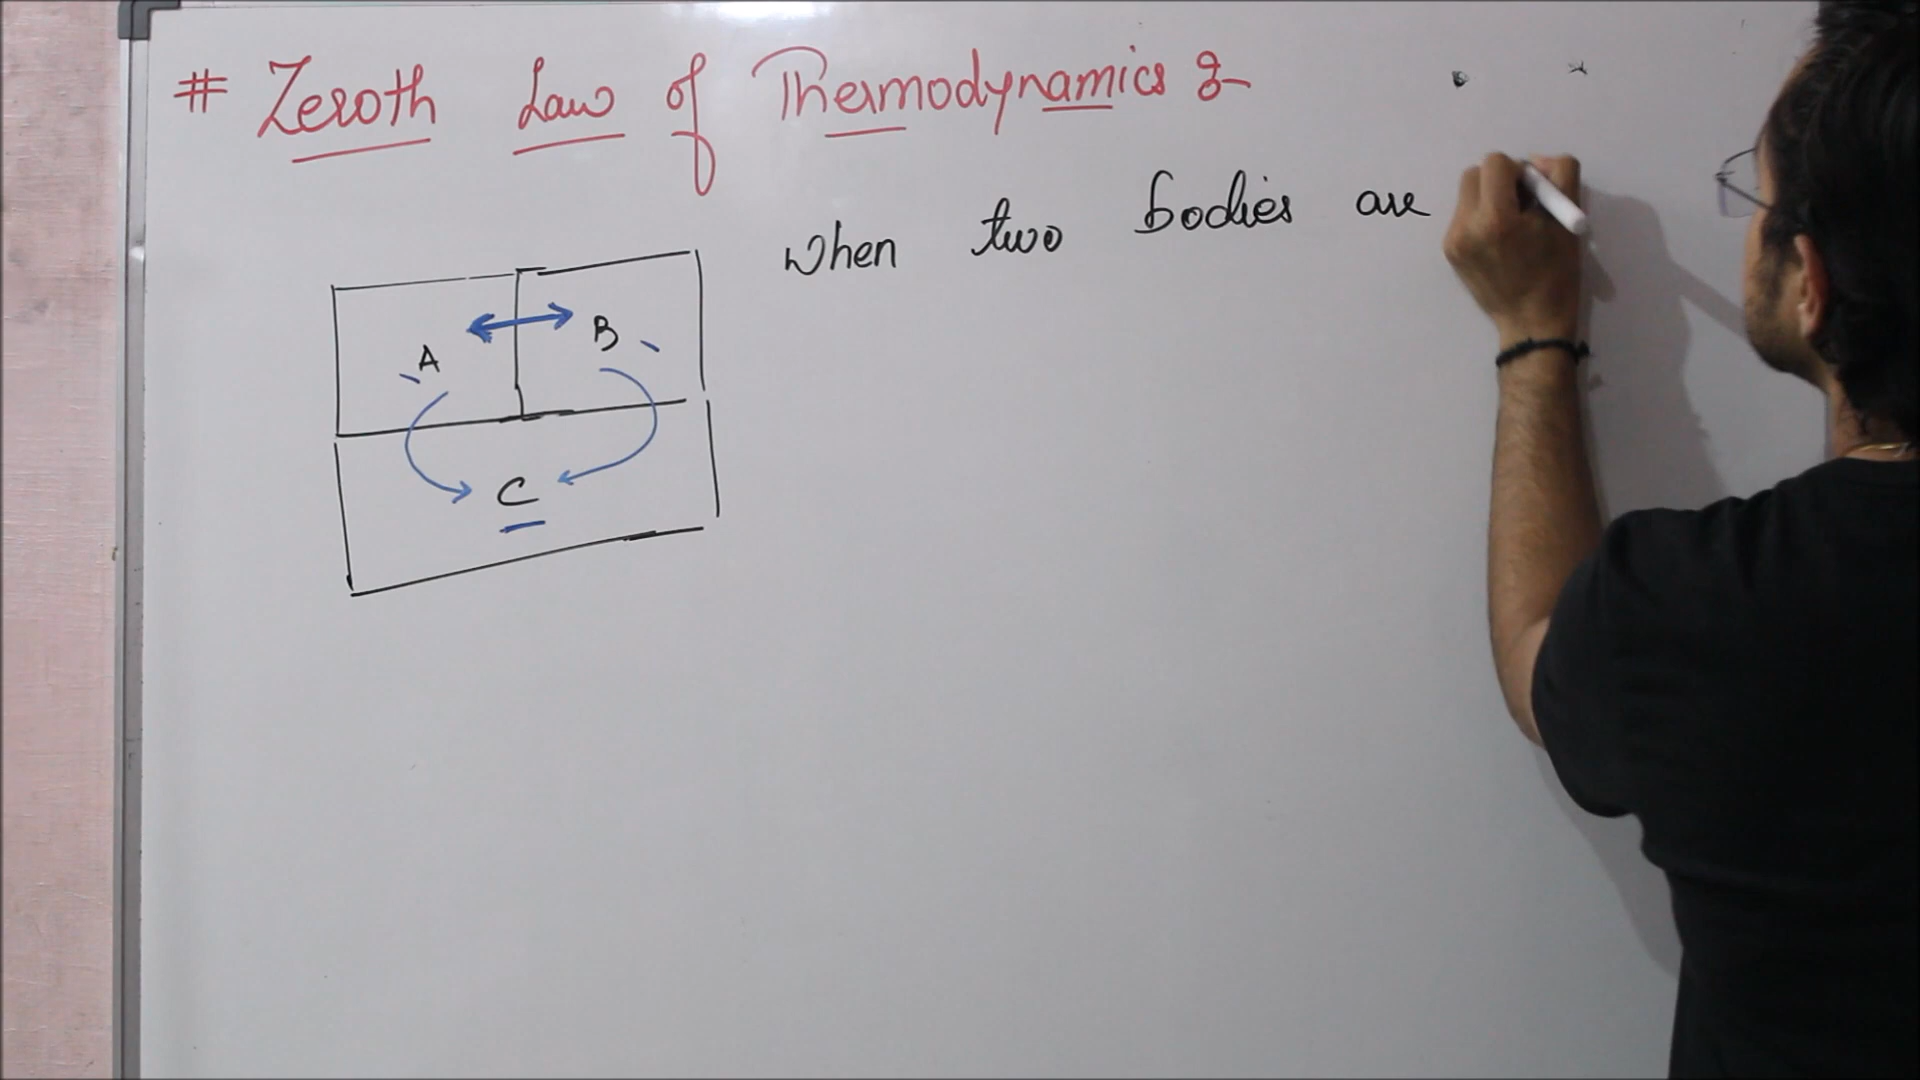 # Zeroth Law of Thermodynamics :-
When two bodies are
A
B
C